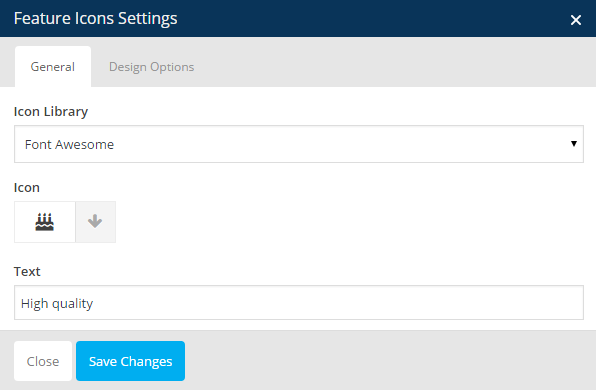 Feature Icons Settings
General
Design Options
Icon Library
Font Awesome
Icon
Text
High quality
Close
Save Changes